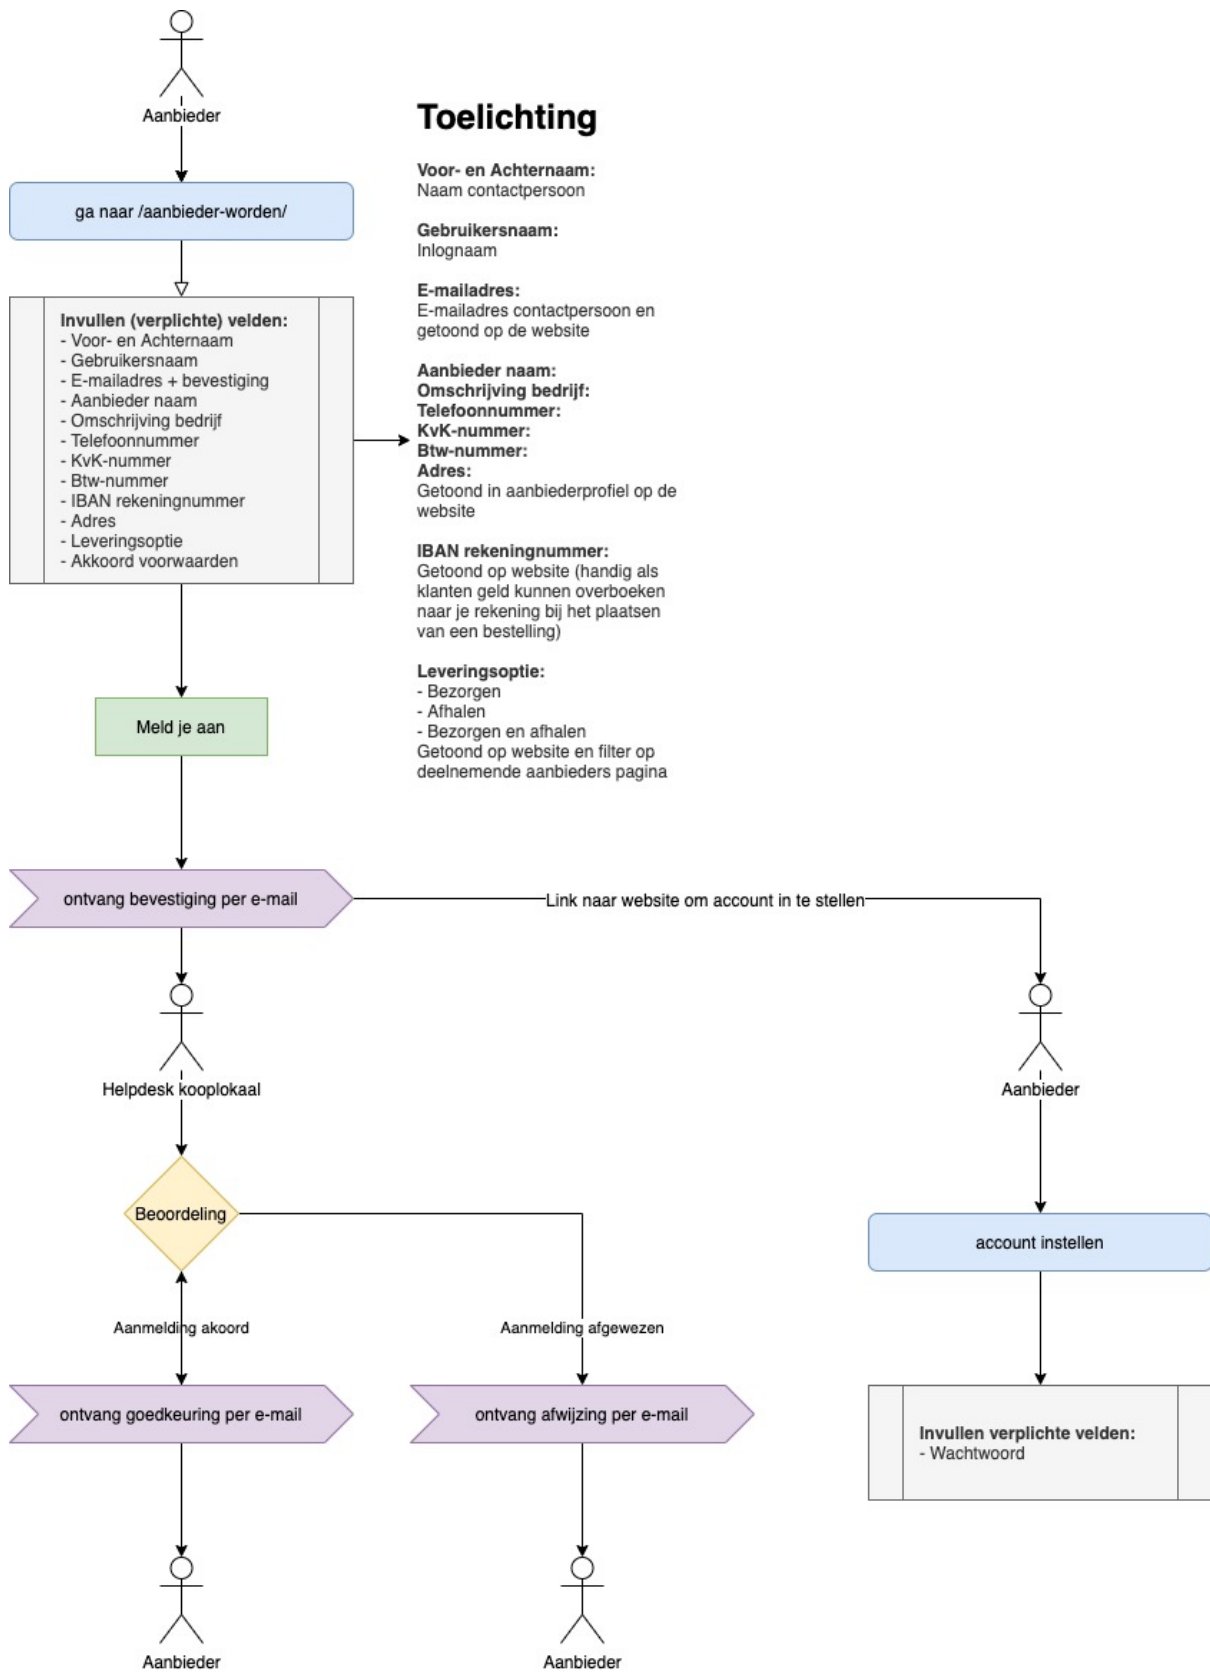 Aanbieder
ga naar /aanbieder-worden/
Invullen (verplichte) velden:
- Voor- en Achternaam
- Gebruikersnaam
- E-mailadres + bevestiging
- Aanbieder naam
- Omschrijving bedrijf
- Telefoonnummer
- KvK-nummer
- Btw-nummer
- IBAN rekeningnummer
- Adres
- Leveringsoptie
- Akkoord voorwaarden
Toelichting
Voor- en Achternaam:
Naam contactpersoon
Gebruikersnaam:
Inlognaam
E-mailadres:
E-mailadres contactpersoon en
getoond op de website
Aanbieder naam:
Omschrijving bedrijf:
Telefoonnummer:
KvK-nummer:
Btw-nummer:
Adres:
Getoond in aanbiederprofiel op de
website
IBAN rekeningnummer:
Getoond op website (handig als
klanten geld kunnen overboeken
naar je rekening bij het plaatsen
van een bestelling)
Leveringsoptie:
- Bezorgen
- Afhalen
- Bezorgen en afhalen
Getoond op website en filter op
deelnemende aanbieders pagina
Meld je aan
ontvang bevestiging per e-mail
Link naar website om account in te stellen
Helpdesk kooplokaal
Aanbieder
Beoordeling
account instellen
Aanmelding akoord
Aanmelding afgewezen
ontvang goedkeuring per e-mail
ontvang afwijzing per e-mail
Invullen verplichte velden:
- Wachtwoord
Aanbieder
Aanbieder